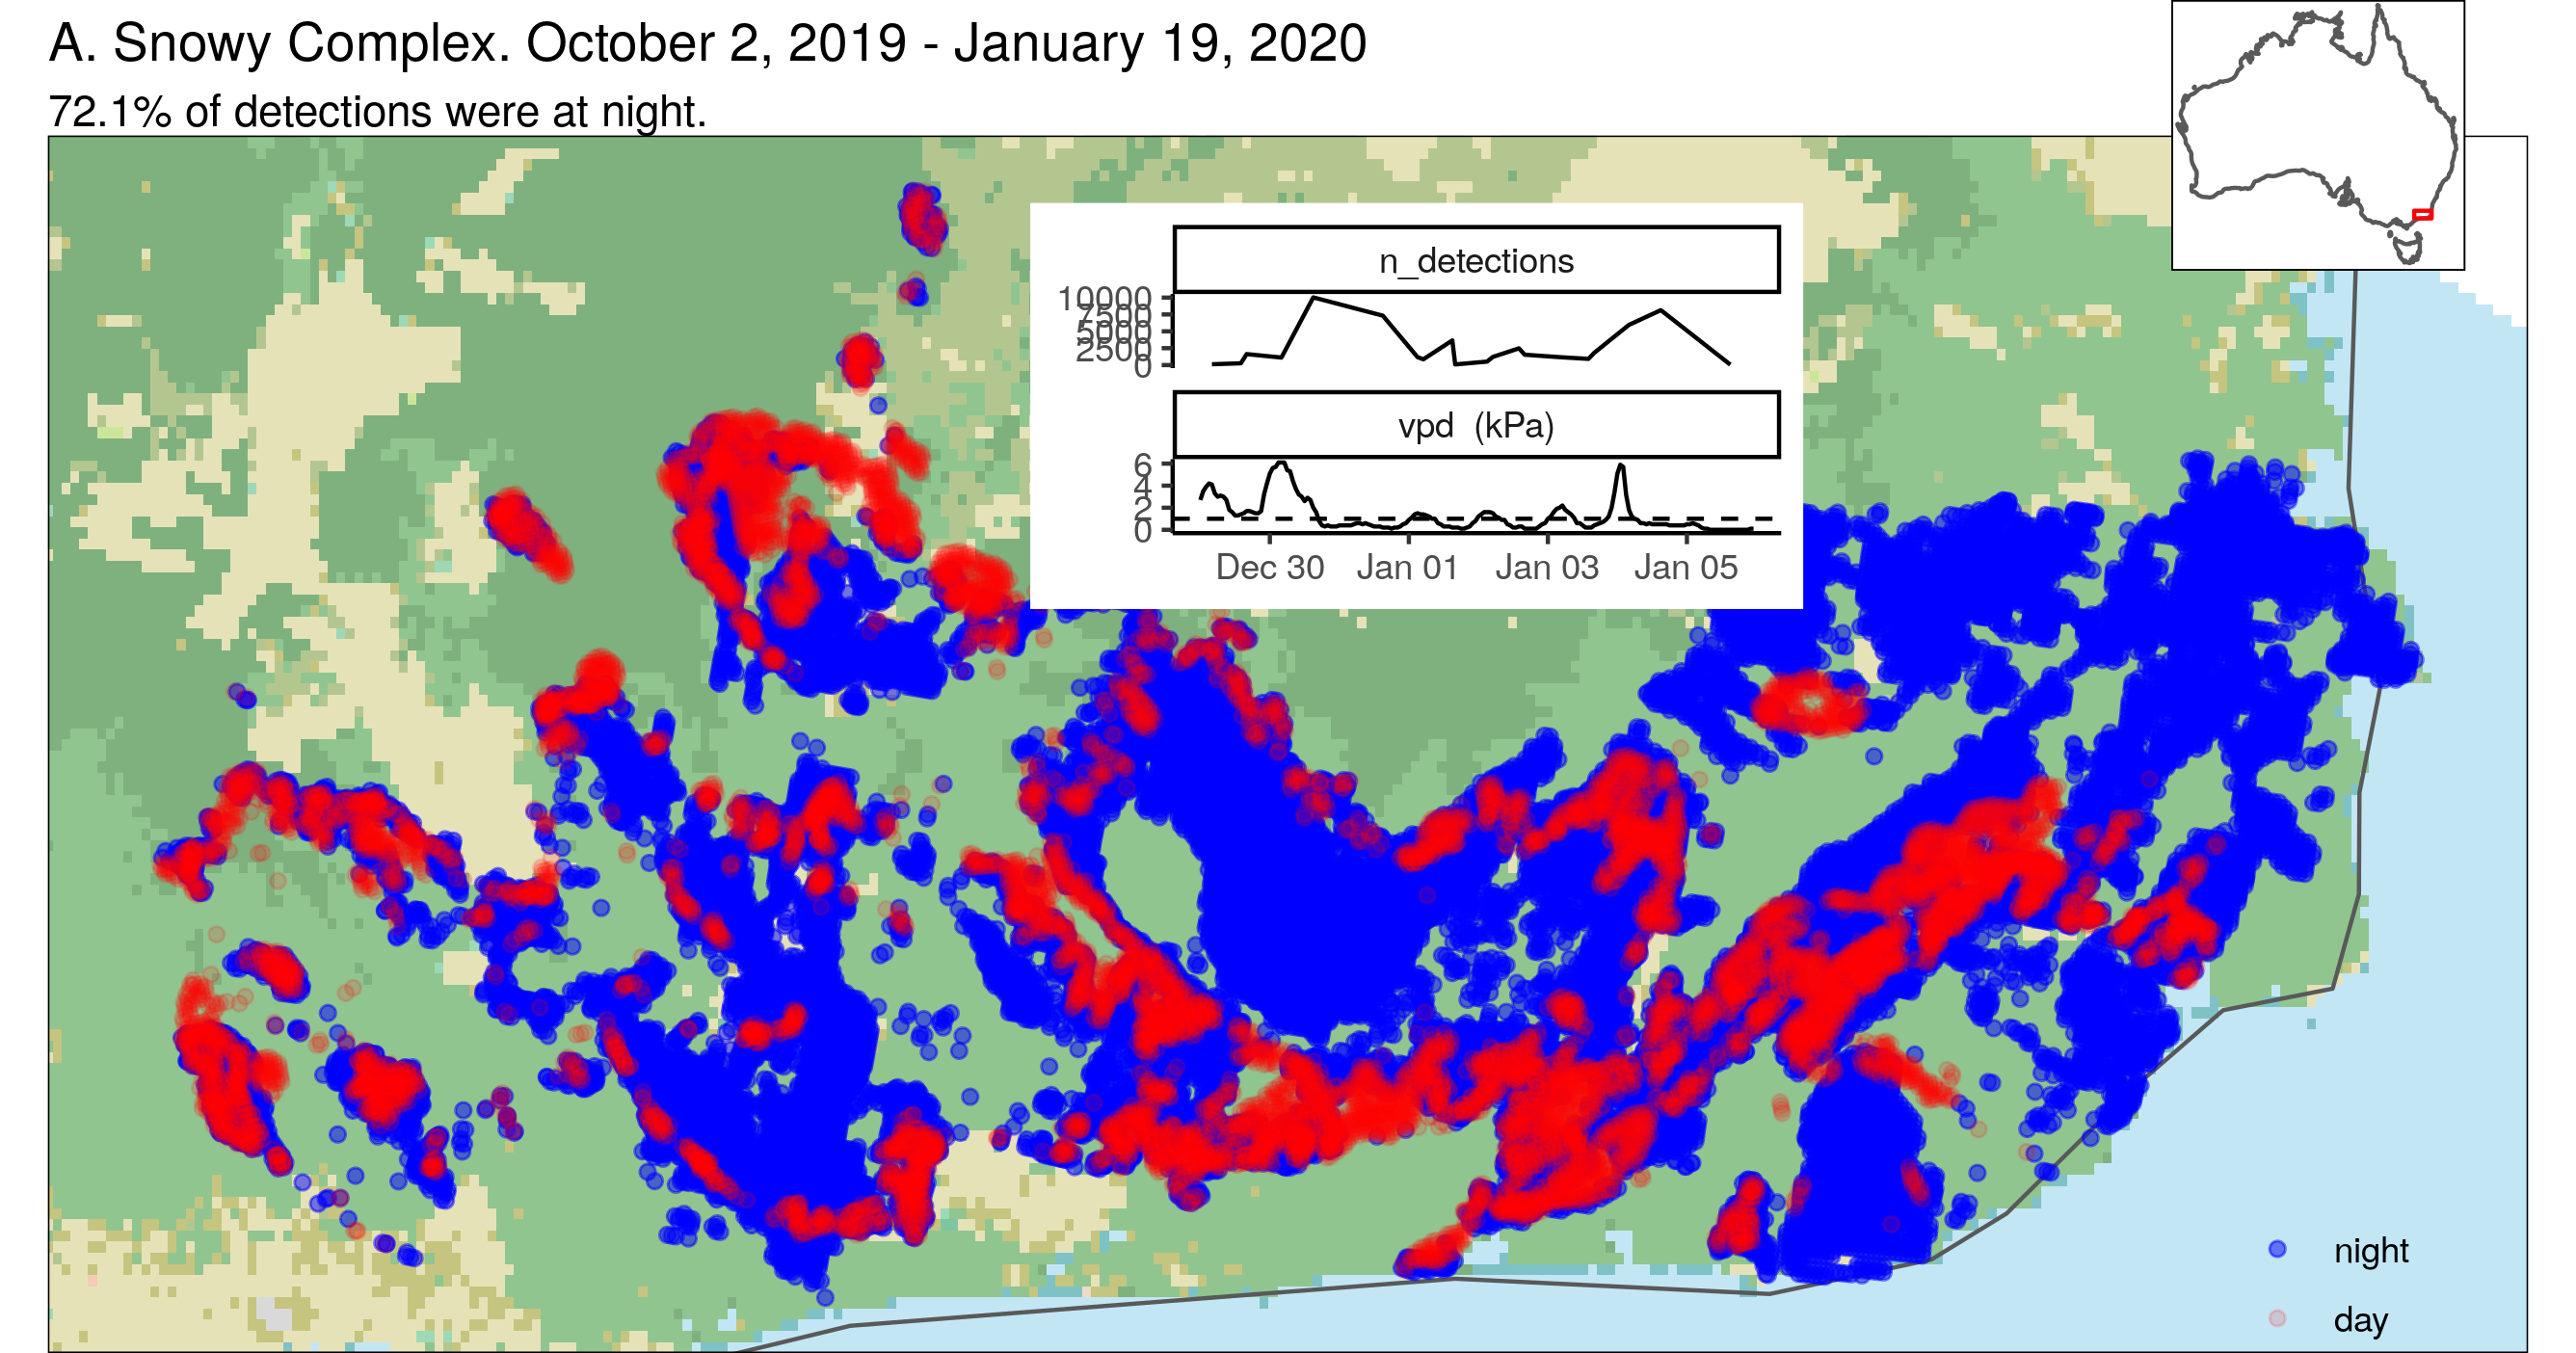 A. Snowy Complex. October 2, 2019 - January 19, 2020
72.1% of detections were at night.
n_detections
10000
7500
5000
2500
0
vpd (kPa)
6
4
2
0
Dec 30 Jan 01 Jan 03 Jan 05
night
day